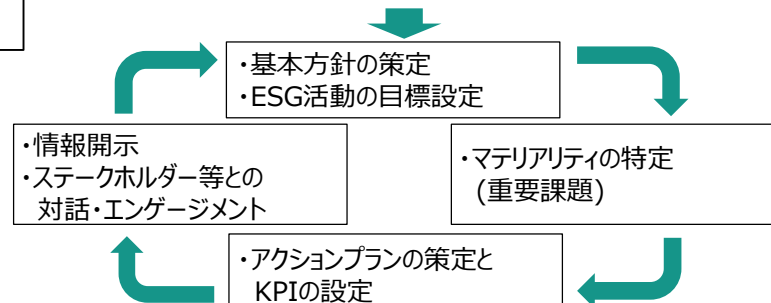 ・基本方針の策定
・ESG活動の目標設定
・情報開示
・ステークホルダー等との
対話・エンゲージメント
・マテリアリティの特定
(重要課題)
・アクションプランの策定と
KPIの設定